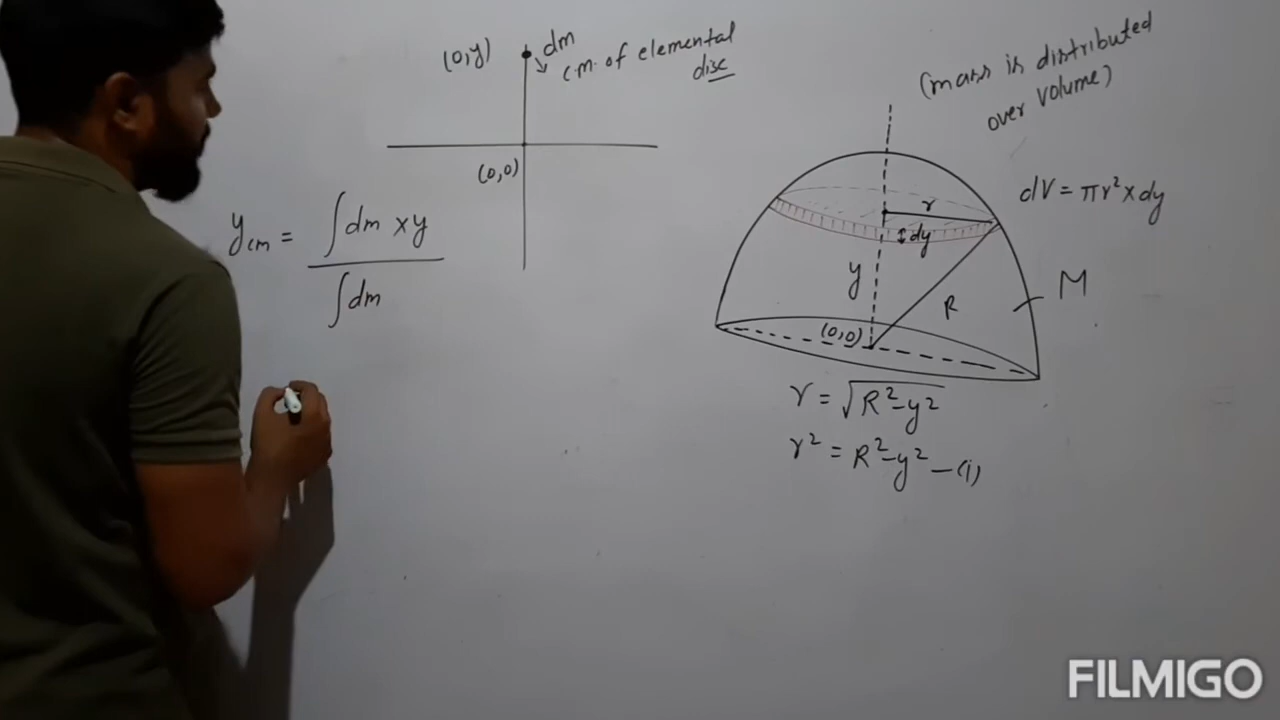 (0,y)
dm
c.m. of elemental
disc
(0,0)
y_cm = ∫dm x y / ∫dm
(mass is distributed
over volume)
dV = πr² x dy
r
dy
y
R
M
(0,0)
r = √R²-y²
r² = R²-y² -(i)
FILMIGO